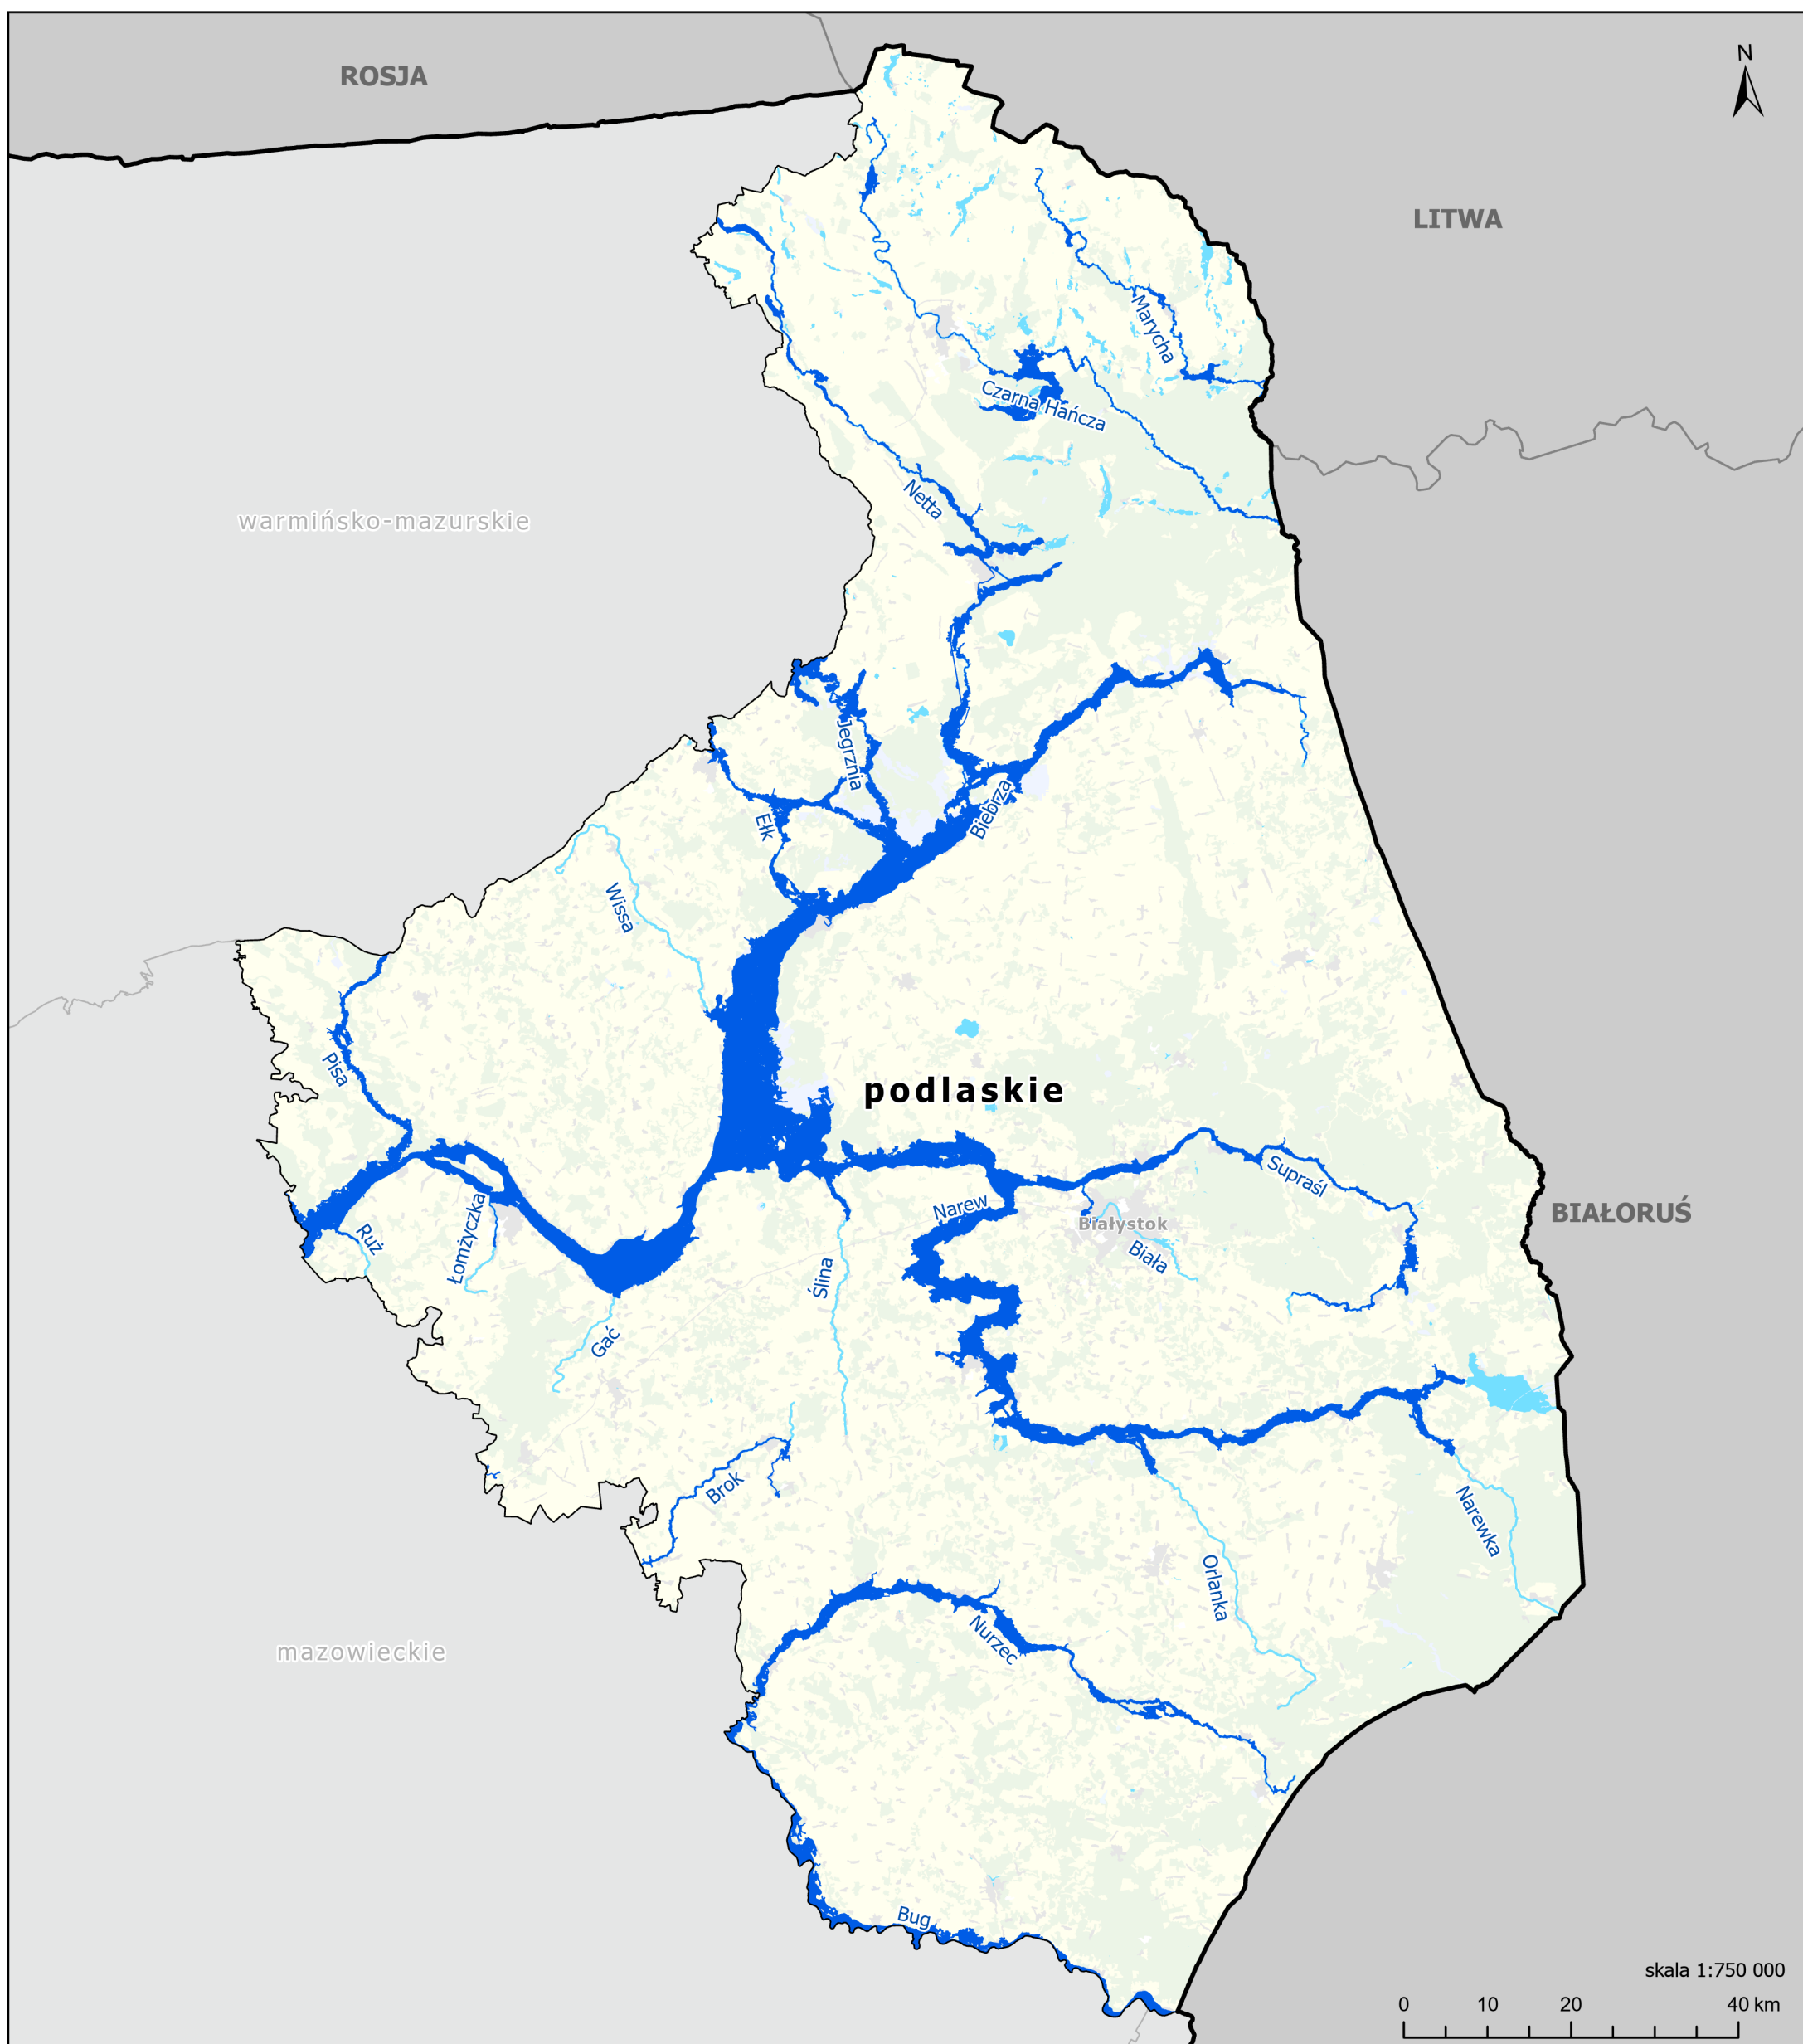 ROSJA
N
LITWA
Marycha
Czarna Hańcza
warmińsko-mazurskie
Netta
Jegrznia
Biebrza
Ełk
Wissa
Pisa
podlaskie
Supraśl
Narew
BIAŁORUŚ
Białystok
Łomżyczka
Ruż
Biała
Ślina
Gać
Brok
Narewka
Orlanka
Nurzec
mazowieckie
Bug
skala 1:750 000
0 10 20 40 km